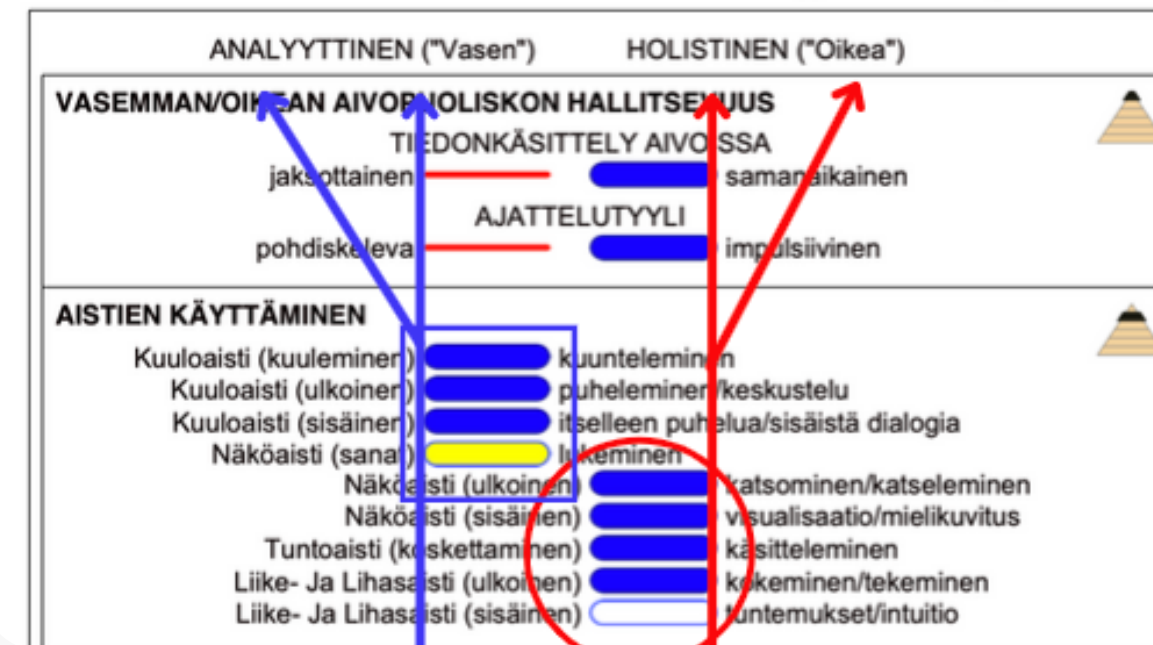 ANALYYTTINEN ("Vasen") HOLISTINEN ("Oikea")
VASEMMAN/OIKEAN AIVOPUOLISKON HALLITSEVUUS
TIEDONKÄSITTELY AIVOISSA
jaksottainen samanaikainen
AJATTELUTYYLI
pohdiskeleva impulsiivinen
AISTIEN KÄYTTÄMINEN
Kuuloaisti (kuuleminen) kuunteleminen
Kuuloaisti (ulkoinen) puheleminen/keskustelu
Kuuloaisti (sisäinen) itselleen puhelua/sisäistä dialogia
Näköaisti (sanat) lukeminen
Näköaisti (ulkoinen) katsominen/katseleminen
Näköaisti (sisäinen) visualisaatio/mielikuvitus
Tuntoaisti (koskettaminen) käsitteleminen
Liike- Ja Lihasaisti (ulkoinen) kokeminen/tekeminen
Liike- Ja Lihasaisti (sisäinen) tuntemukset/intuitio